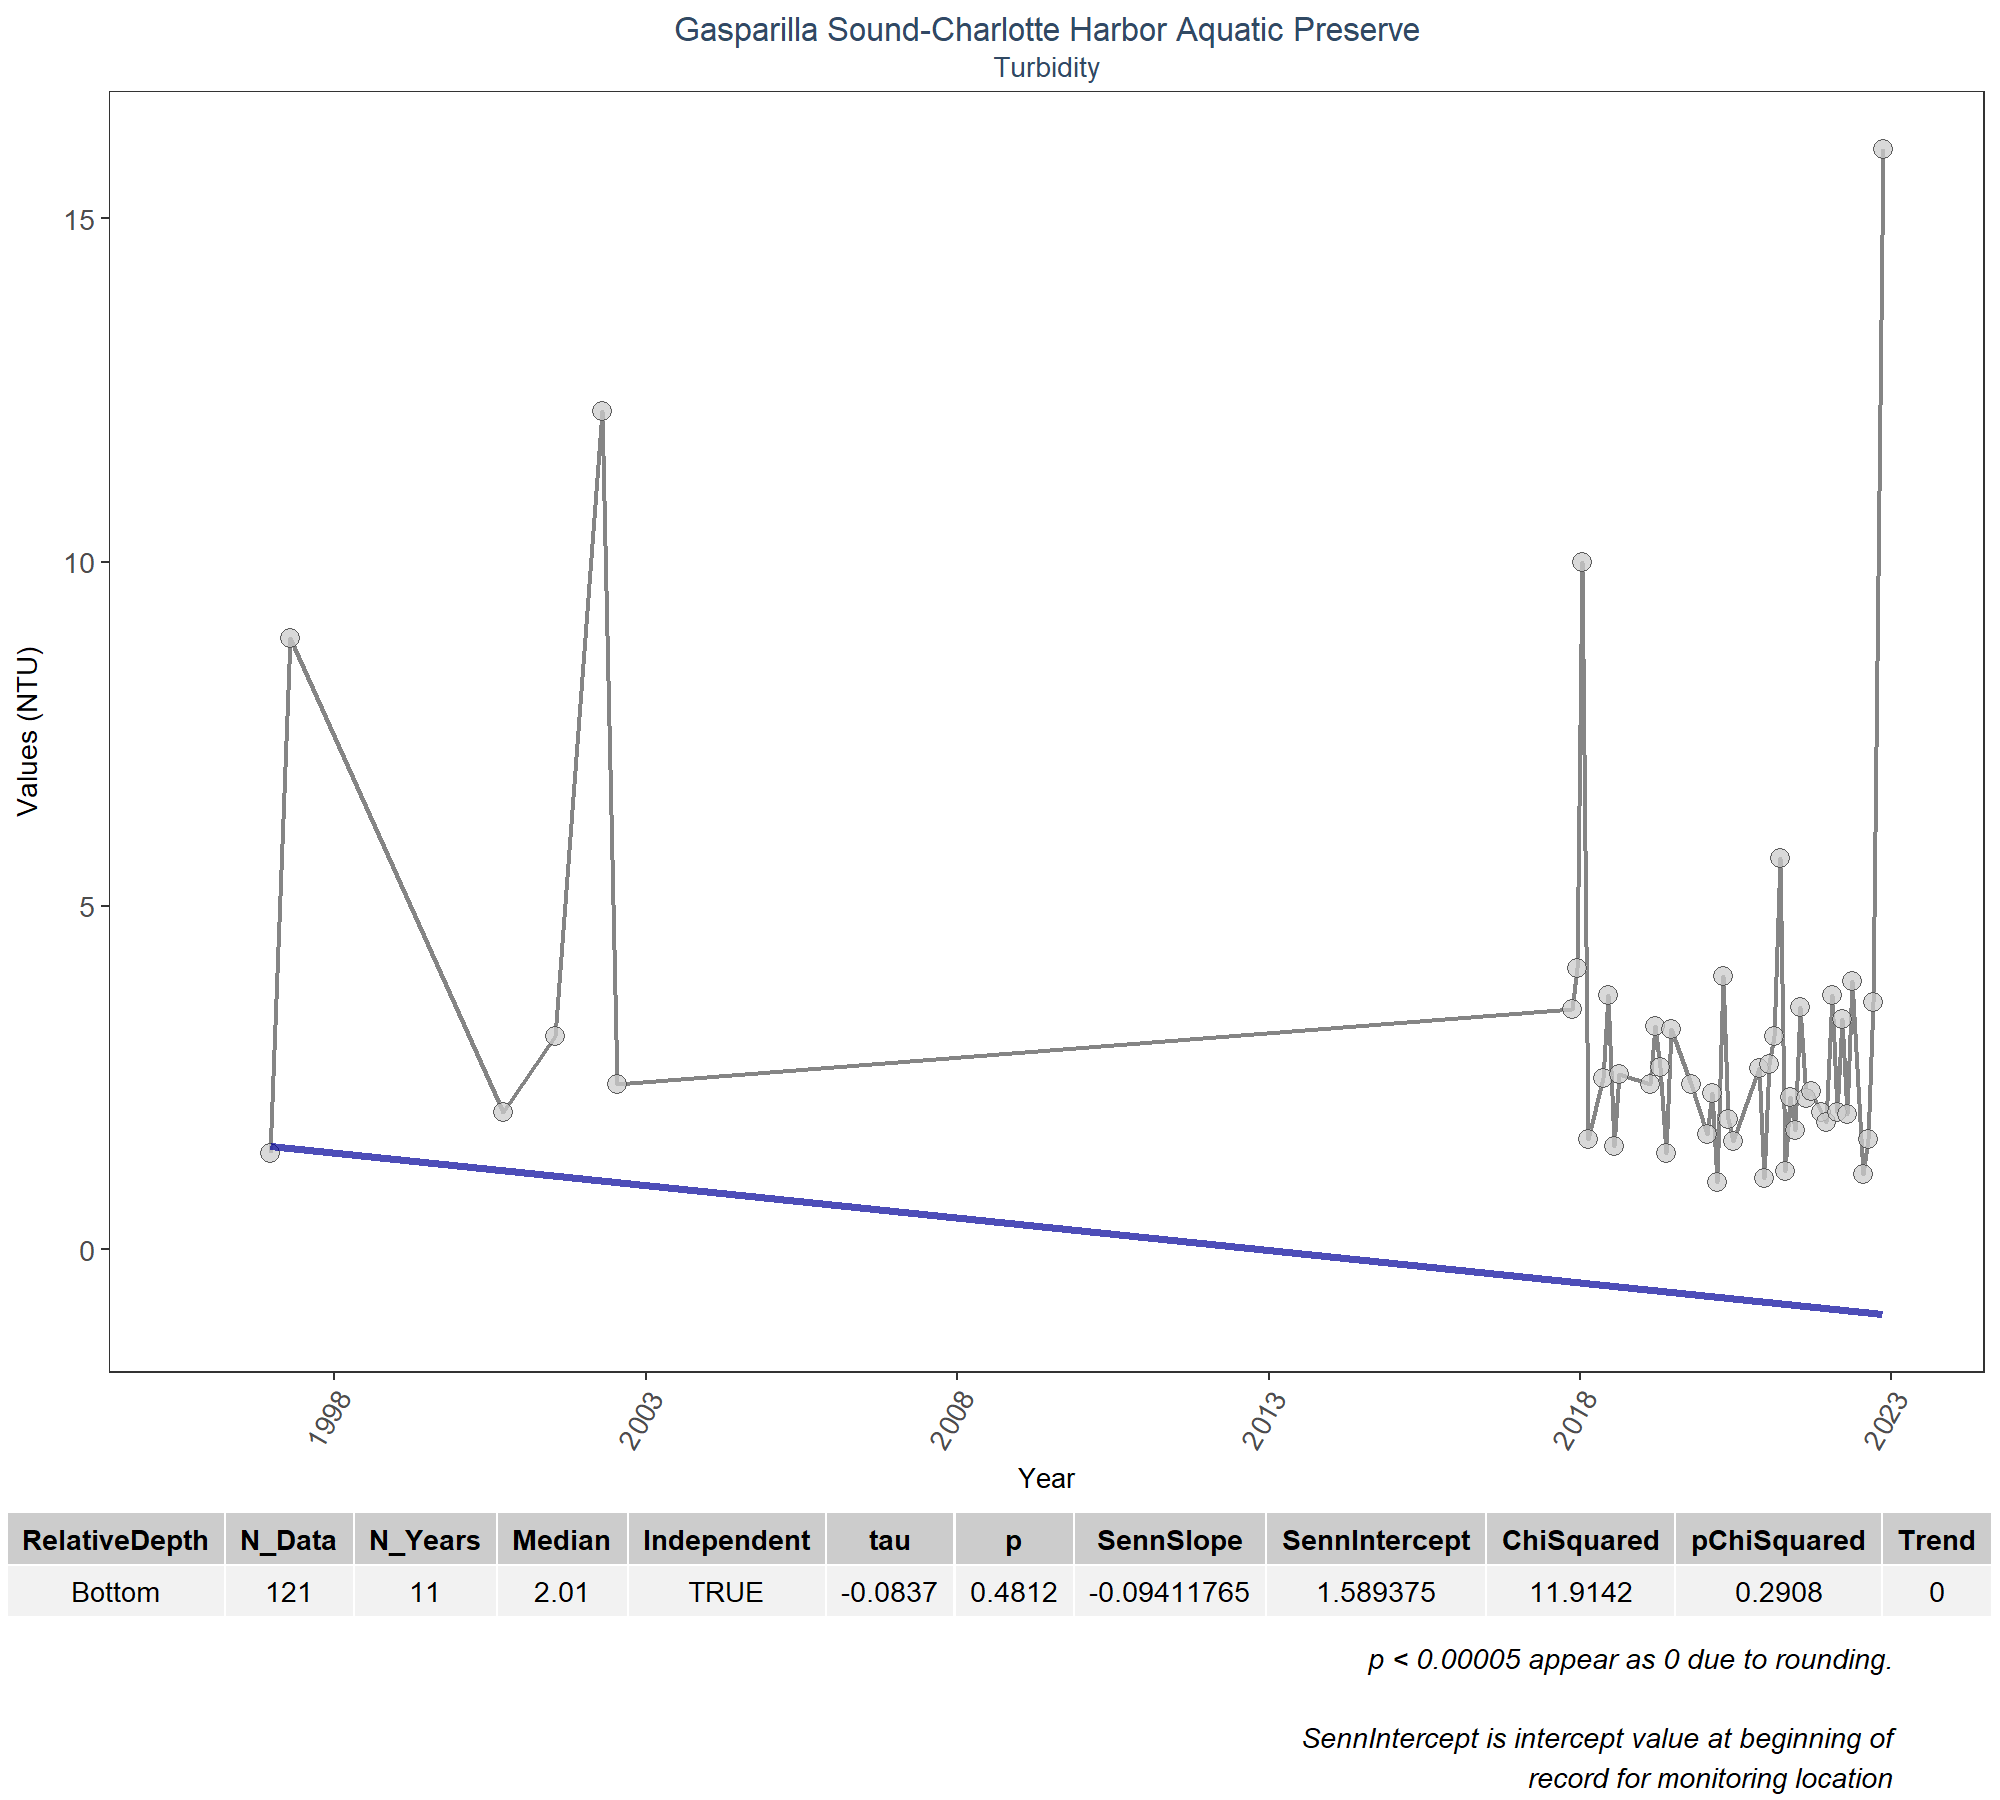 Gasparilla Sound-Charlotte Harbor Aquatic Preserve
Turbidity
Values (NTU)
15
10
5
0
1998 2003 2008 2013 2018 2023
Year
RelativeDepth N_Data N_Years Median Independent tau p SennSlope SennIntercept ChiSquared pChiSquared Trend
Bottom 121 11 2.01 TRUE -0.0837 0.4812 -0.09411765 1.589375 11.9142 0.2908 0
p < 0.00005 appear as 0 due to rounding.
SennIntercept is intercept value at beginning of
record for monitoring location